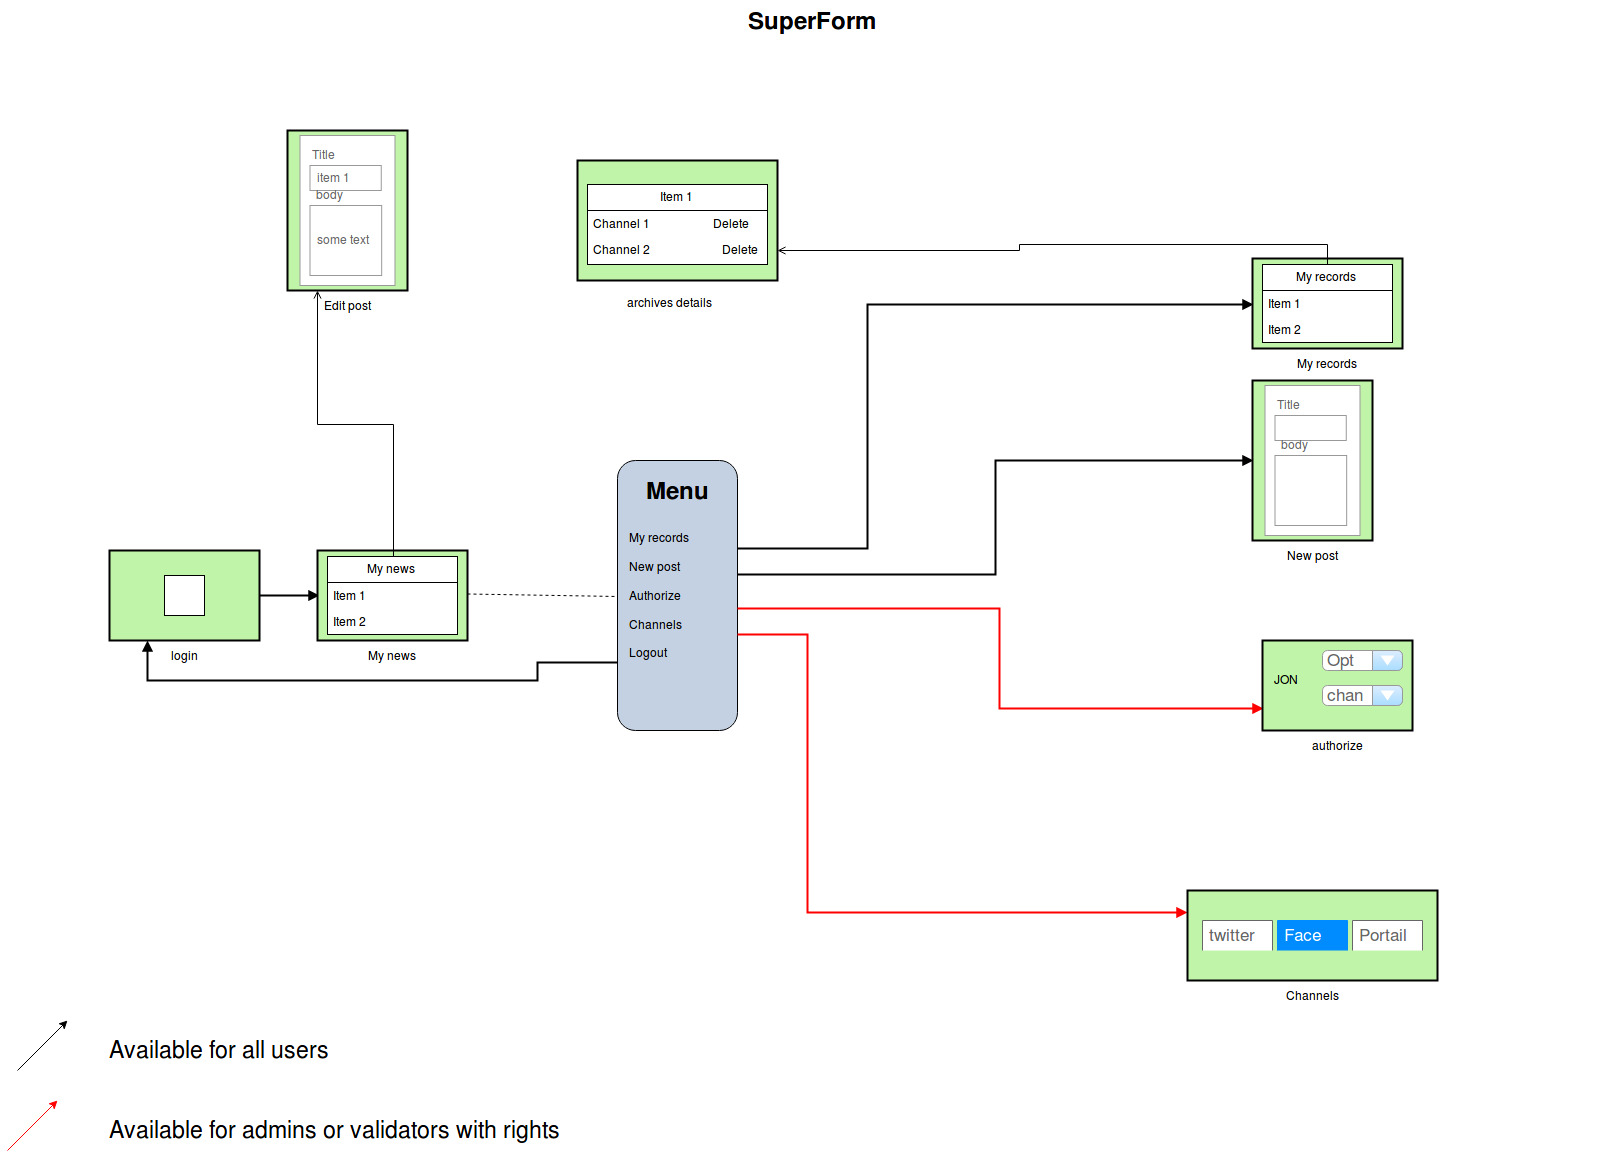 SuperForm
Title
item 1
body
some text
Edit post
Item 1
Channel 1 Delete
Channel 2 Delete
archives details
My records
Item 1
Item 2
My records
Title
body
New post
Menu
My records
New post
Authorize
Channels
Logout
login
My news
Item 1
Item 2
My news
JON
Opt
chan
authorize
twitter Face Portail
Channels
Available for all users
Available for admins or validators with rights